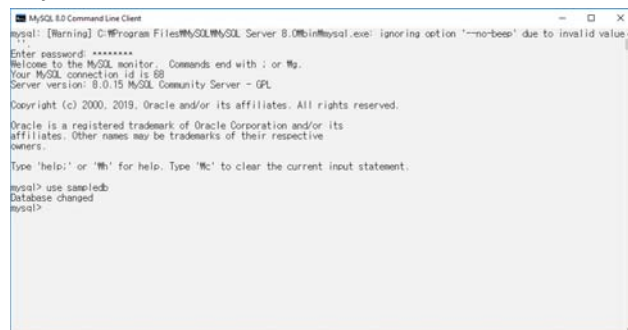 MySQL 8.0 Command Line Client
mysql: [Warning] C:₩Program Files₩MySQL₩MySQL Server 8.0₩bin₩mysql.exe: ignoring option '--no-beep' due to invalid value
''.
Enter password: ********
Welcome to the MySQL monitor.  Commands end with ; or ₩g.
Your MySQL connection id is 68
Server version: 8.0.15 MySQL Community Server - GPL
Copyright (c) 2000, 2019, Oracle and/or its affiliates. All rights reserved.
Oracle is a registered trademark of Oracle Corporation and/or its
affiliates. Other names may be trademarks of their respective
owners.
Type 'help;' or '₩h' for help. Type '₩c' to clear the current input statement.
mysql> use sampledb
Database changed
mysql>